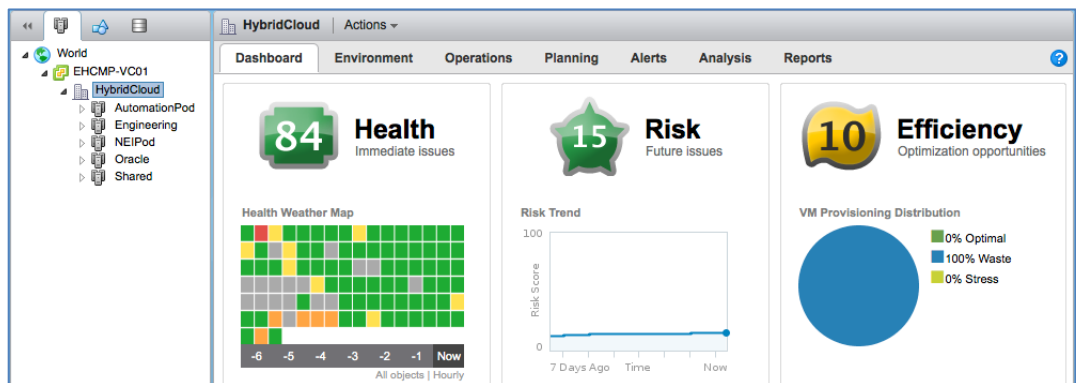 World
EHCMP-VC01
HybridCloud
AutomationPod
Engineering
NEIPod
Oracle
Shared
HybridCloud Actions
Dashboard Environment Operations Planning Alerts Analysis Reports ?
84 Health
Immediate issues
15 Risk
Future issues
10 Efficiency
Optimization opportunities
Health Weather Map
-6 -5 -4 -3 -2 -1 Now
All objects | Hourly
Risk Trend
100
Risk Score
0
7 Days Ago Time Now
VM Provisioning Distribution
0% Optimal
100% Waste
0% Stress